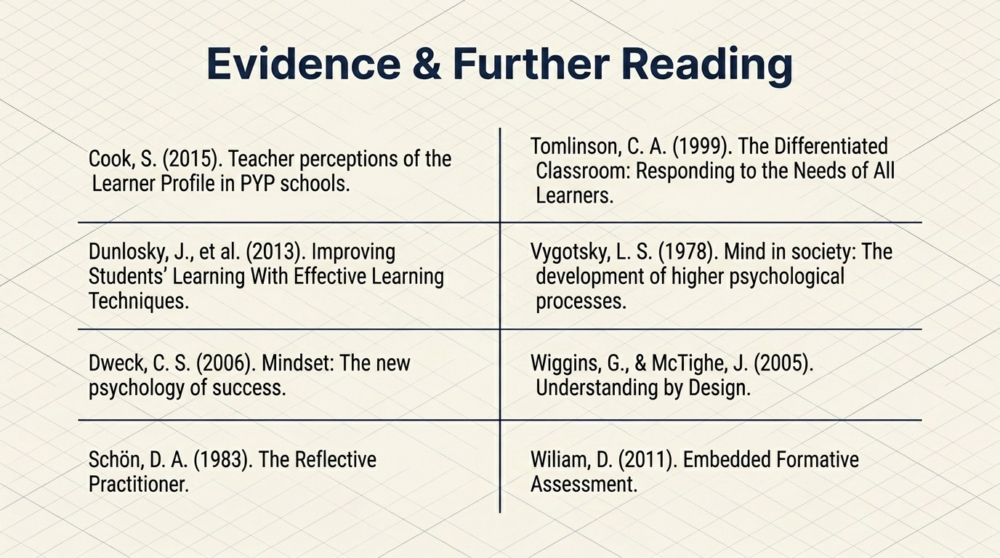 Evidence & Further Reading
Cook, S. (2015). Teacher perceptions of the
Learner Profile in PYP schools.
Tomlinson, C. A. (1999). The Differentiated
Classroom: Responding to the Needs of All
Learners.
Dunlosky, J., et al. (2013). Improving
Students’ Learning With Effective Learning
Techniques.
Vygotsky, L. S. (1978). Mind in society: The
development of higher psychological
processes.
Dweck, C. S. (2006). Mindset: The new
psychology of success.
Wiggins, G., & McTighe, J. (2005).
Understanding by Design.
Schön, D. A. (1983). The Reflective
Practitioner.
Wiliam, D. (2011). Embedded Formative
Assessment.